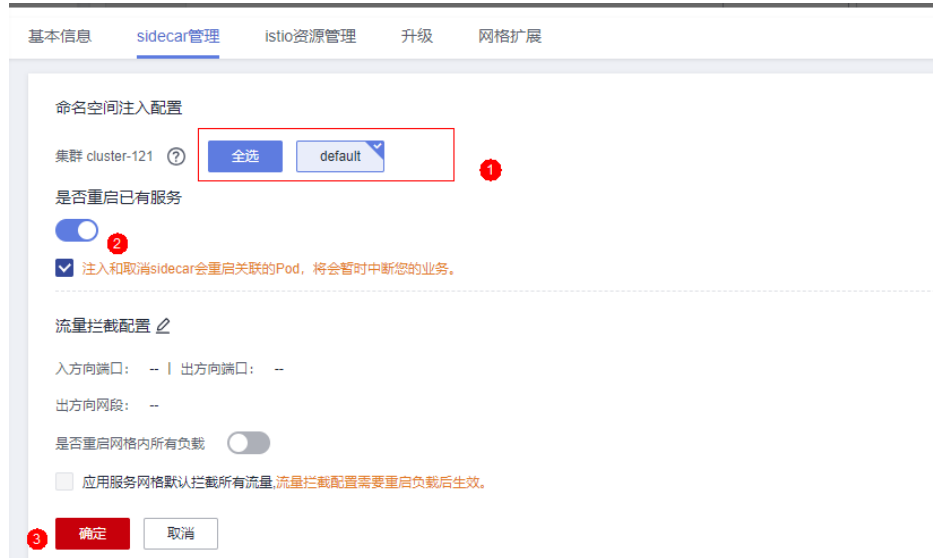 基本信息 sidecar管理 istio资源管理 升级 网格扩展
命名空间注入配置
集群 cluster-121 ? 全选 default
1
是否重启已有服务
2
注入和取消sidecar会重启关联的Pod，将会暂时中断您的业务。
流量拦截配置
入方向端口： -- | 出方向端口： --
出方向网段： --
是否重启网格内所有负载
应用服务网格默认拦截所有流量,流量拦截配置需要重启负载后生效。
3 确定 取消